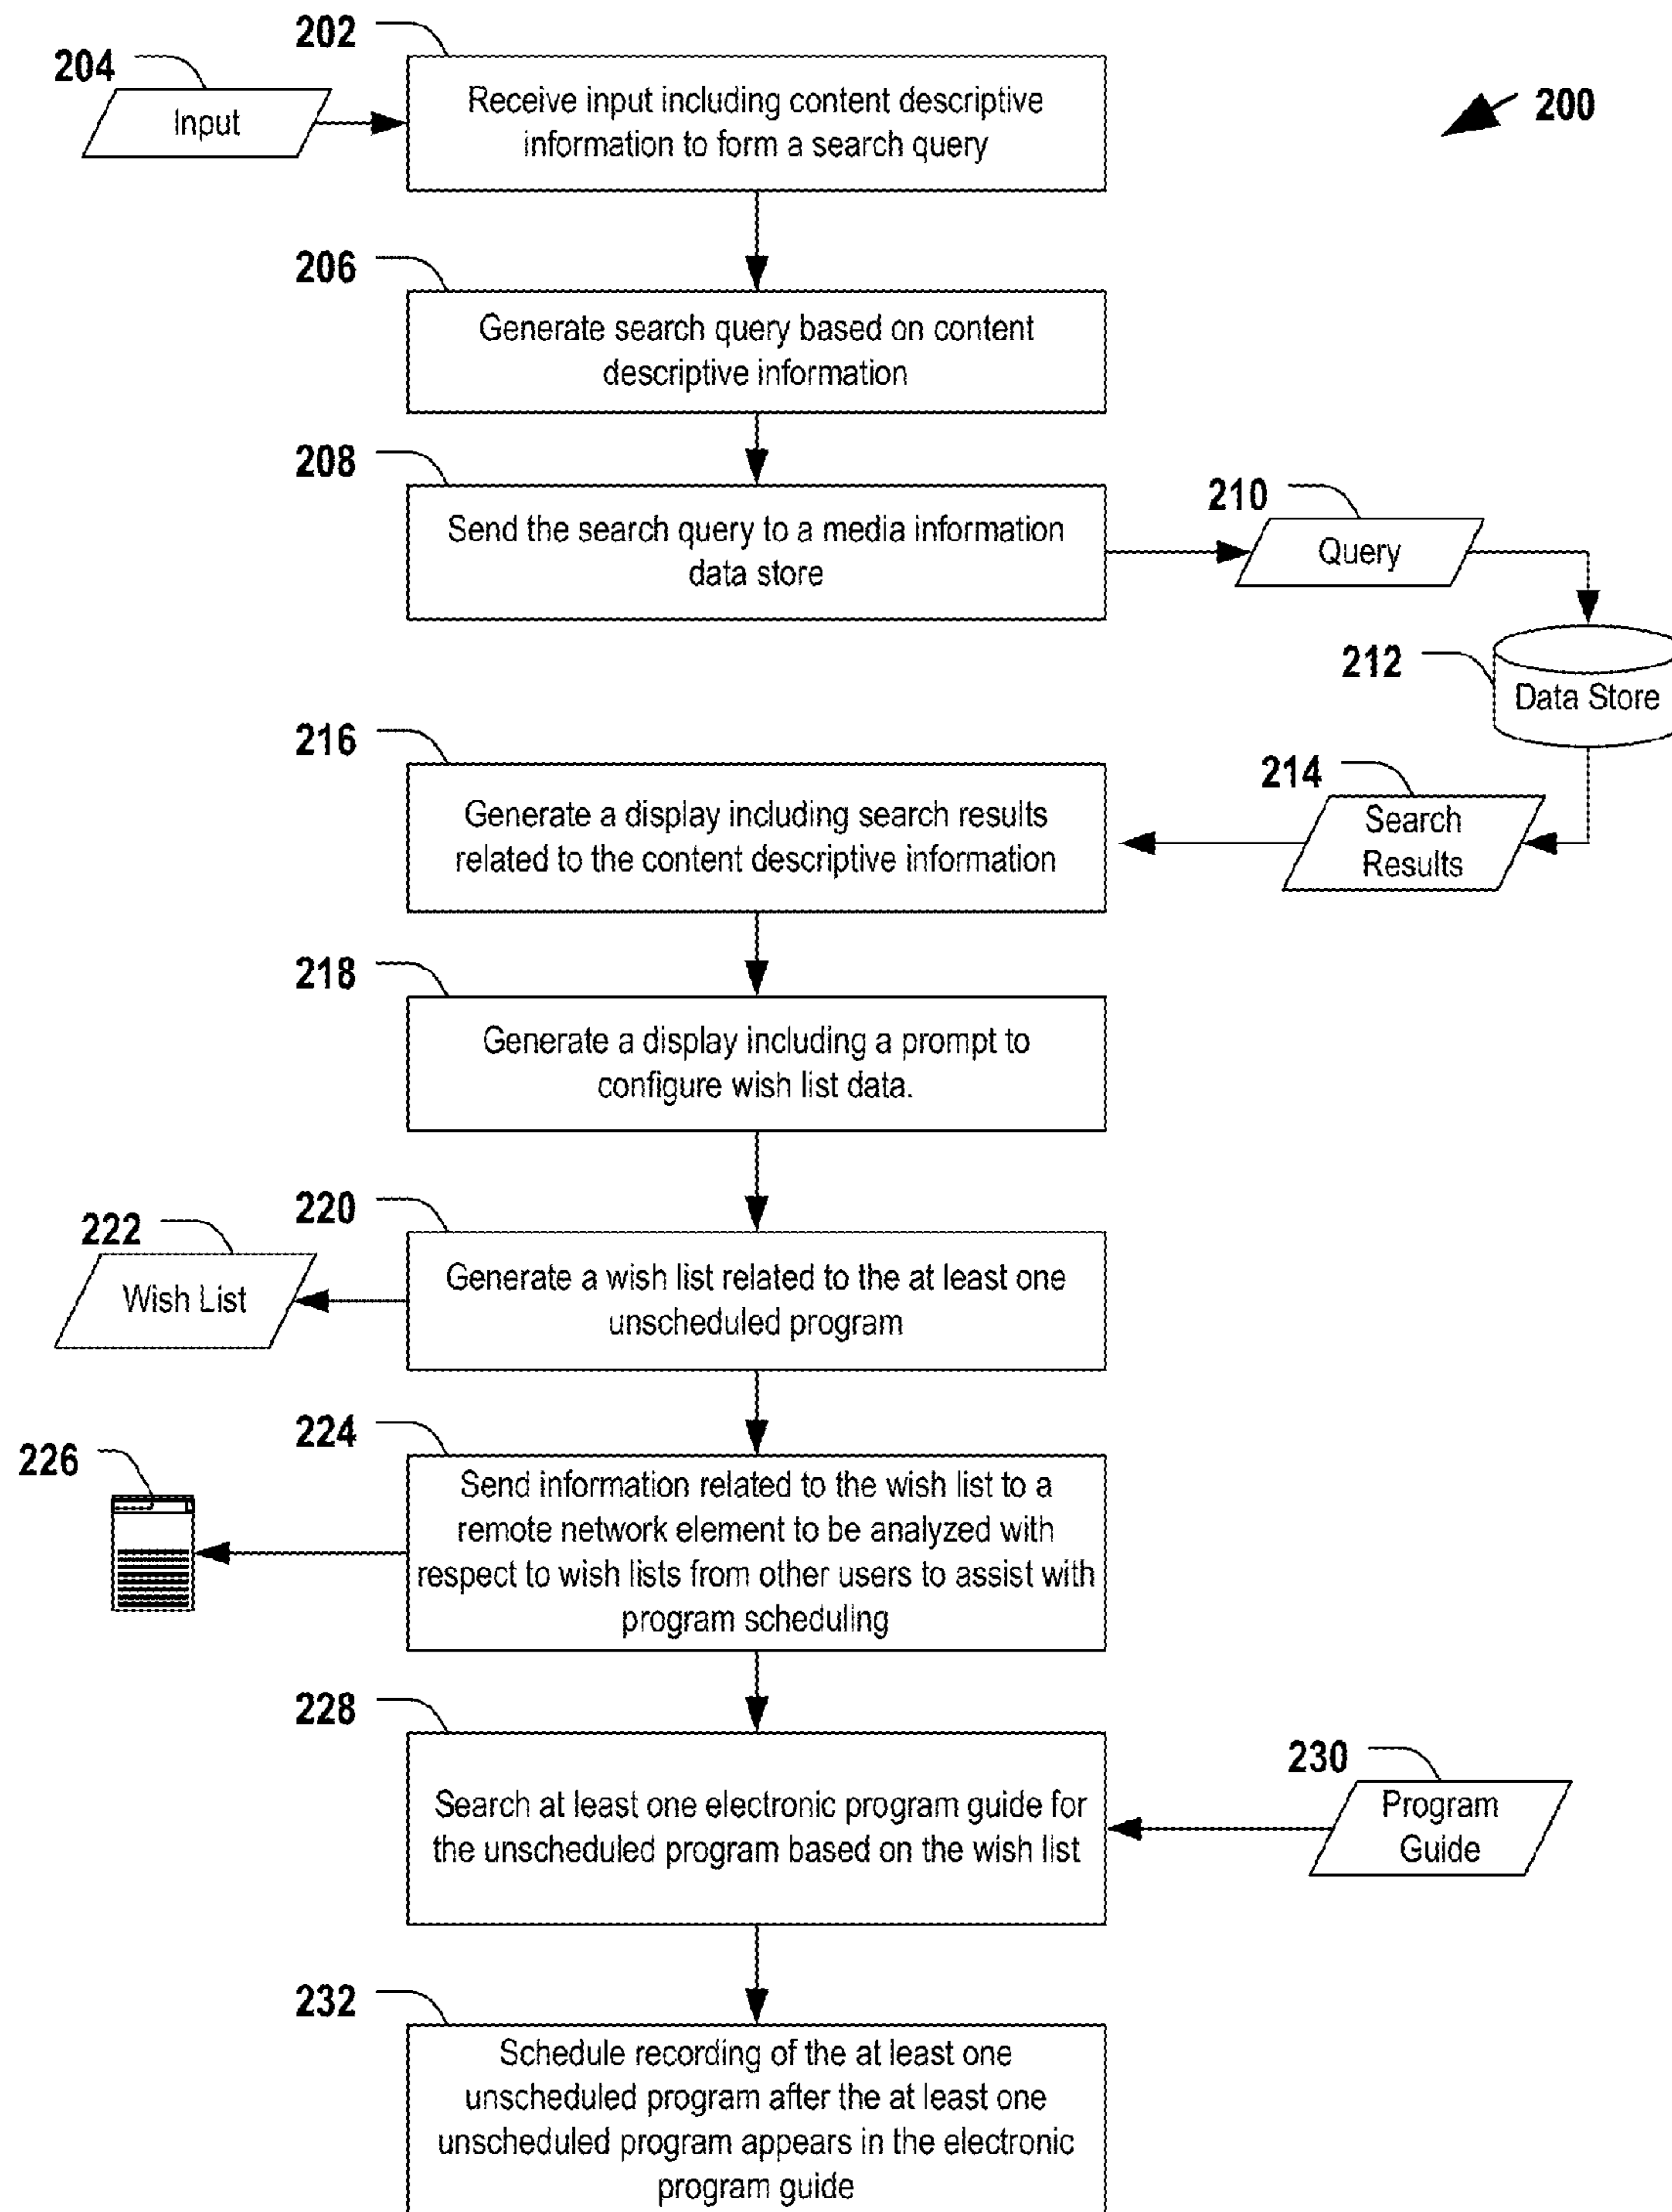 202
204
Input
Receive input including content descriptive
information to form a search query
200
206
Generate search query based on content
descriptive information
208
Send the search query to a media information
data store
210
Query
212
Data Store
214
Search
Results
216
Generate a display including search results
related to the content descriptive information
218
Generate a display including a prompt to
configure wish list data.
220
222
Wish List
Generate a wish list related to the at least one
unscheduled program
224
226
Send information related to the wish list to a
remote network element to be analyzed with
respect to wish lists from other users to assist with
program scheduling
228
Search at least one electronic program guide for
the unscheduled program based on the wish list
230
Program
Guide
232
Schedule recording of the at least one
unscheduled program after the at least one
unscheduled program appears in the electronic
program guide